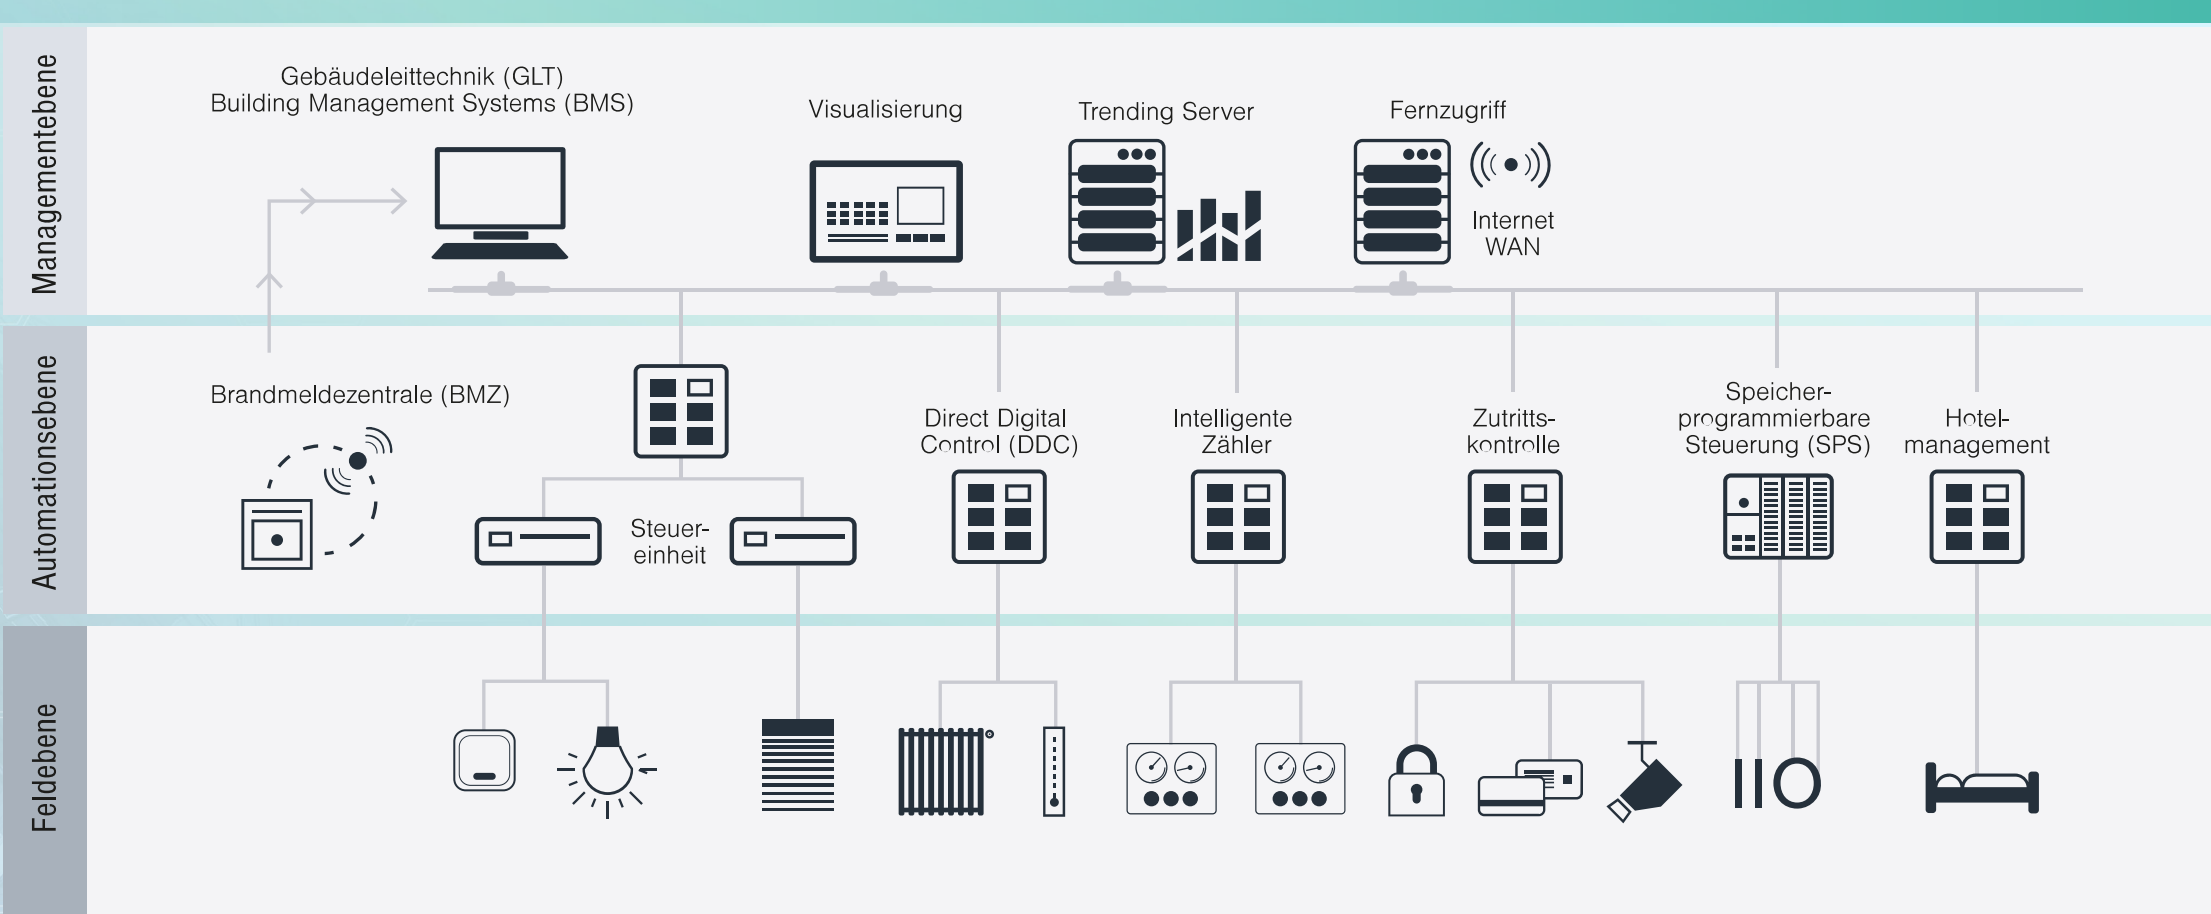 Managementebene
Gebäudeleittechnik (GLT)
Building Management Systems (BMS)
Visualisierung
Trending Server
Fernzugriff
Internet
WAN
Automationsebene
Brandmeldezentrale (BMZ)
Steuer-
einheit
Direct Digital
Control (DDC)
Intelligente
Zähler
Zutritts-
kontrolle
Speicher-
programmierbare
Steuerung (SPS)
Hotel-
management
Feldebene